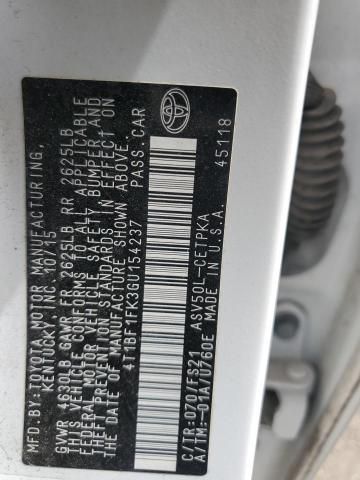 MFD BY: TOYOTA MOTOR MANUFACTURING,
KENTUCKY, INC. 10/15
GVWR 4630LB GAWR FR 2625LB RR 2625LB
THIS VEHICLE CONFORMS TO ALL APPLICABLE
FEDERAL MOTOR VEHICLE SAFETY, BUMPER, AND
THEFT PREVENTION STANDARDS IN EFFECT ON
THE DATE OF MANUFACTURE SHOWN ABOVE.
4T1BF1FK3GU154237 PASS. CAR
C/TR:070/FS21 ASV50L-CETPKA
A/TM:-01A/U760E MADE IN U.S.A.
45118